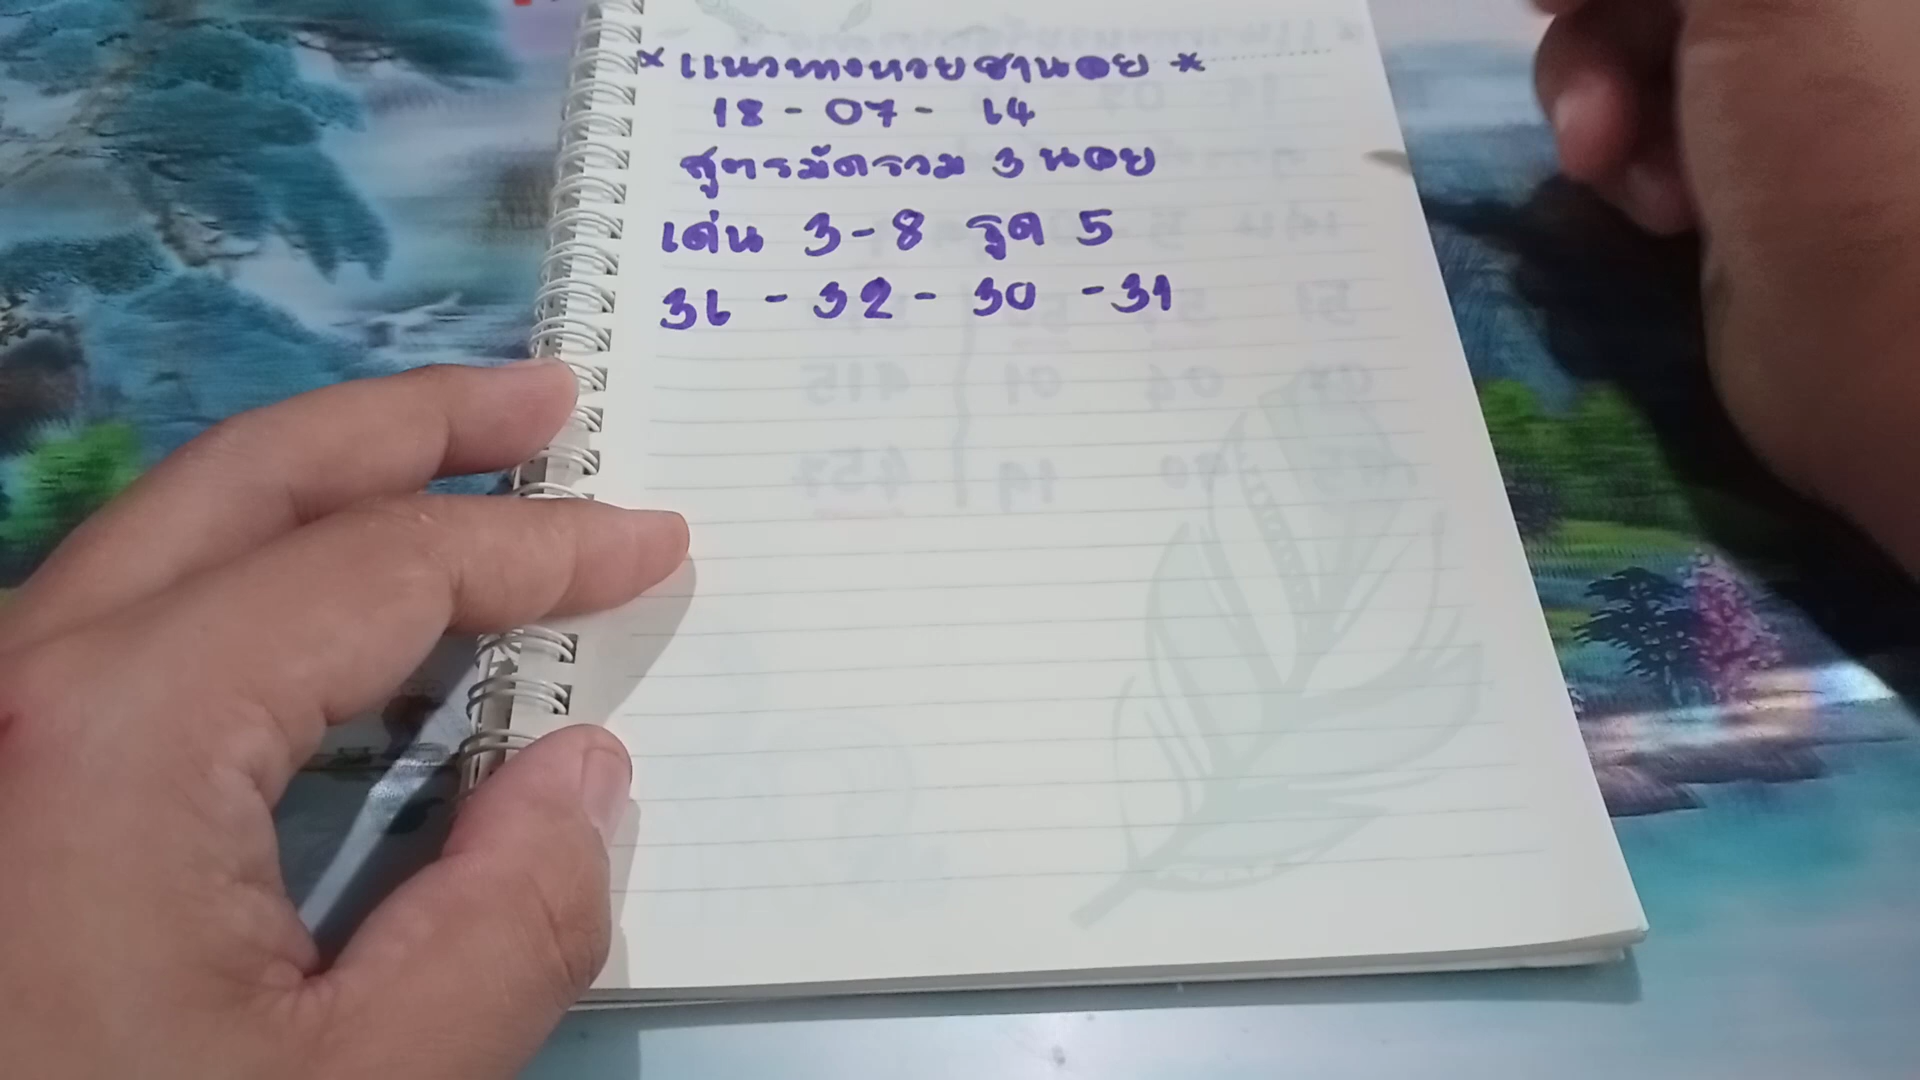 * แนวทางหวยฮานอย *
18 - 07 - 64
สูตรมัดรวม 3 นอย
เด่น 3 - 8 รูด 5
36 - 32 - 30 - 31